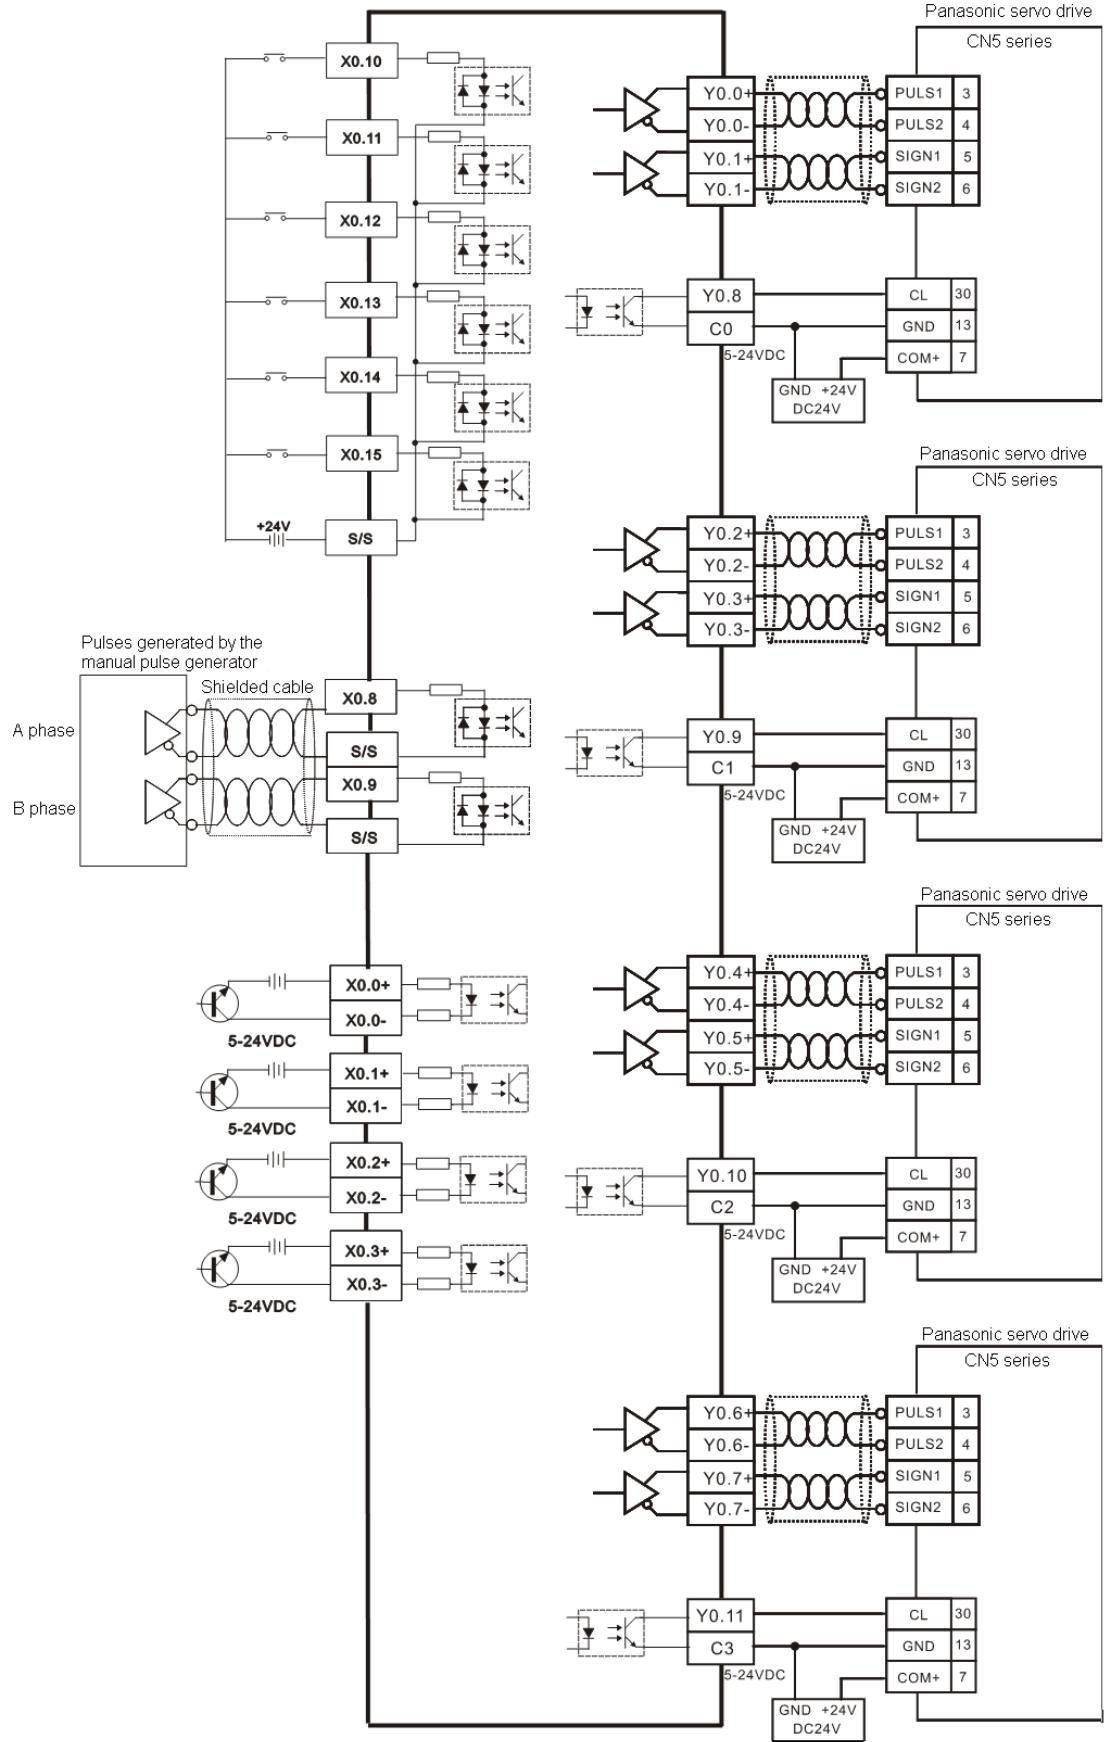 X0.10
X0.11
X0.12
X0.13
X0.14
X0.15
+24V
S/S
Pulses generated by the
manual pulse generator
Shielded cable
A phase
B phase
X0.8
S/S
X0.9
S/S
X0.0+
X0.0-
5-24VDC
X0.1+
X0.1-
5-24VDC
X0.2+
X0.2-
5-24VDC
X0.3+
X0.3-
5-24VDC
Panasonic servo drive
CN5 series
Y0.0+ PULS1 3
Y0.0- PULS2 4
Y0.1+ SIGN1 5
Y0.1- SIGN2 6
Y0.8 CL 30
C0 GND 13
5-24VDC COM+ 7
GND +24V
DC24V
Panasonic servo drive
CN5 series
Y0.2+ PULS1 3
Y0.2- PULS2 4
Y0.3+ SIGN1 5
Y0.3- SIGN2 6
Y0.9 CL 30
C1 GND 13
5-24VDC COM+ 7
GND +24V
DC24V
Panasonic servo drive
CN5 series
Y0.4+ PULS1 3
Y0.4- PULS2 4
Y0.5+ SIGN1 5
Y0.5- SIGN2 6
Y0.10 CL 30
C2 GND 13
5-24VDC COM+ 7
GND +24V
DC24V
Panasonic servo drive
CN5 series
Y0.6+ PULS1 3
Y0.6- PULS2 4
Y0.7+ SIGN1 5
Y0.7- SIGN2 6
Y0.11 CL 30
C3 GND 13
5-24VDC COM+ 7
GND +24V
DC24V